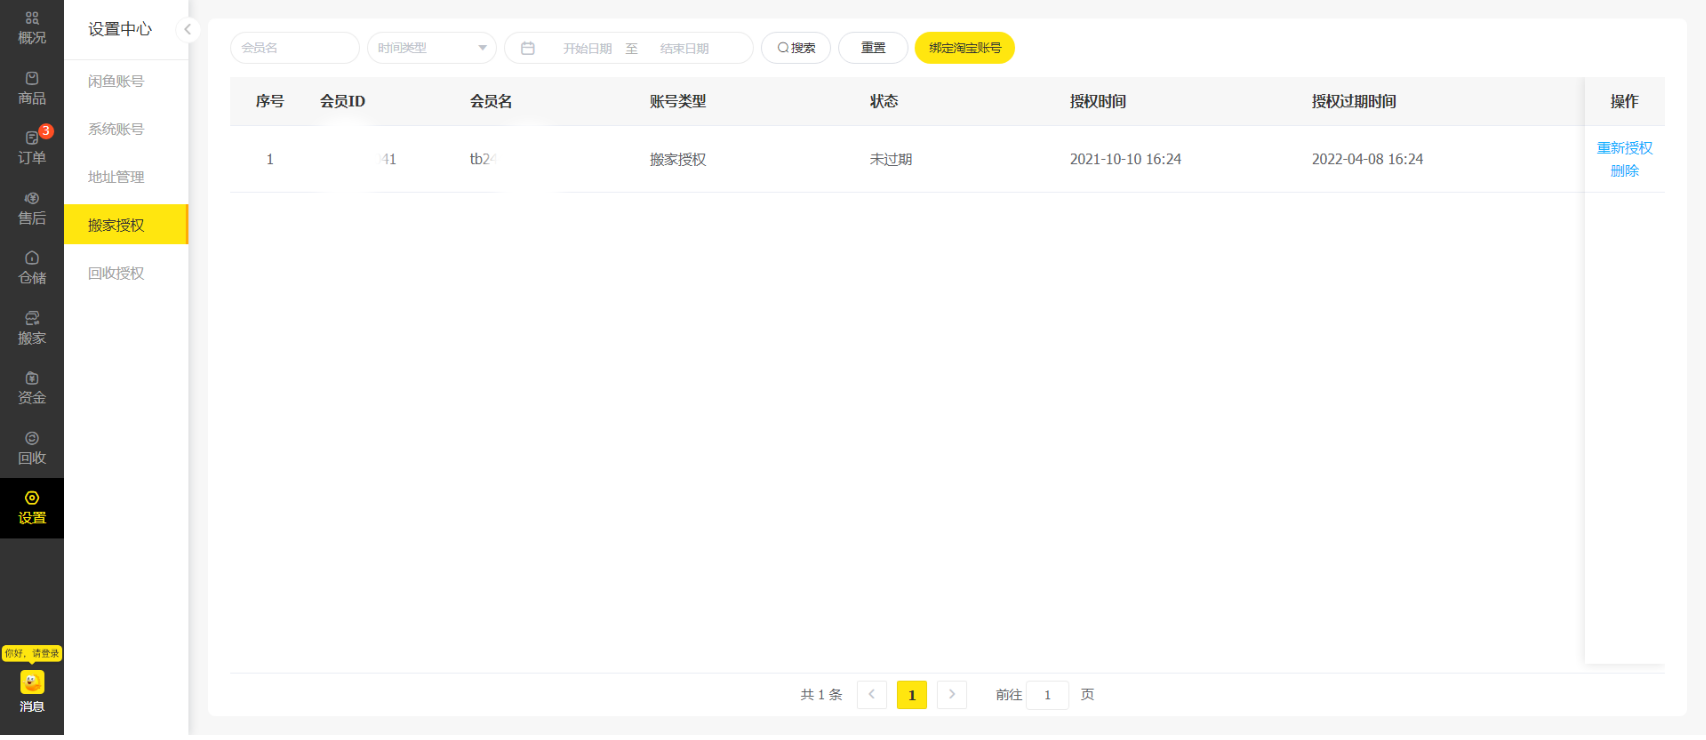 概况
商品
3
订单
售后
仓储
搬家
资金
回收
设置
你好，请登录
消息
设置中心
闲鱼账号
系统账号
地址管理
搬家授权
回收授权
会员名 时间类型 开始日期 至 结束日期 搜索 重置 绑定淘宝账号
序号 会员ID 会员名 账号类型 状态 授权时间 授权过期时间 操作
1 41 tb24 搬家授权 未过期 2021-10-10 16:24 2022-04-08 16:24 重新授权
删除
共 1 条 1 前往 1 页